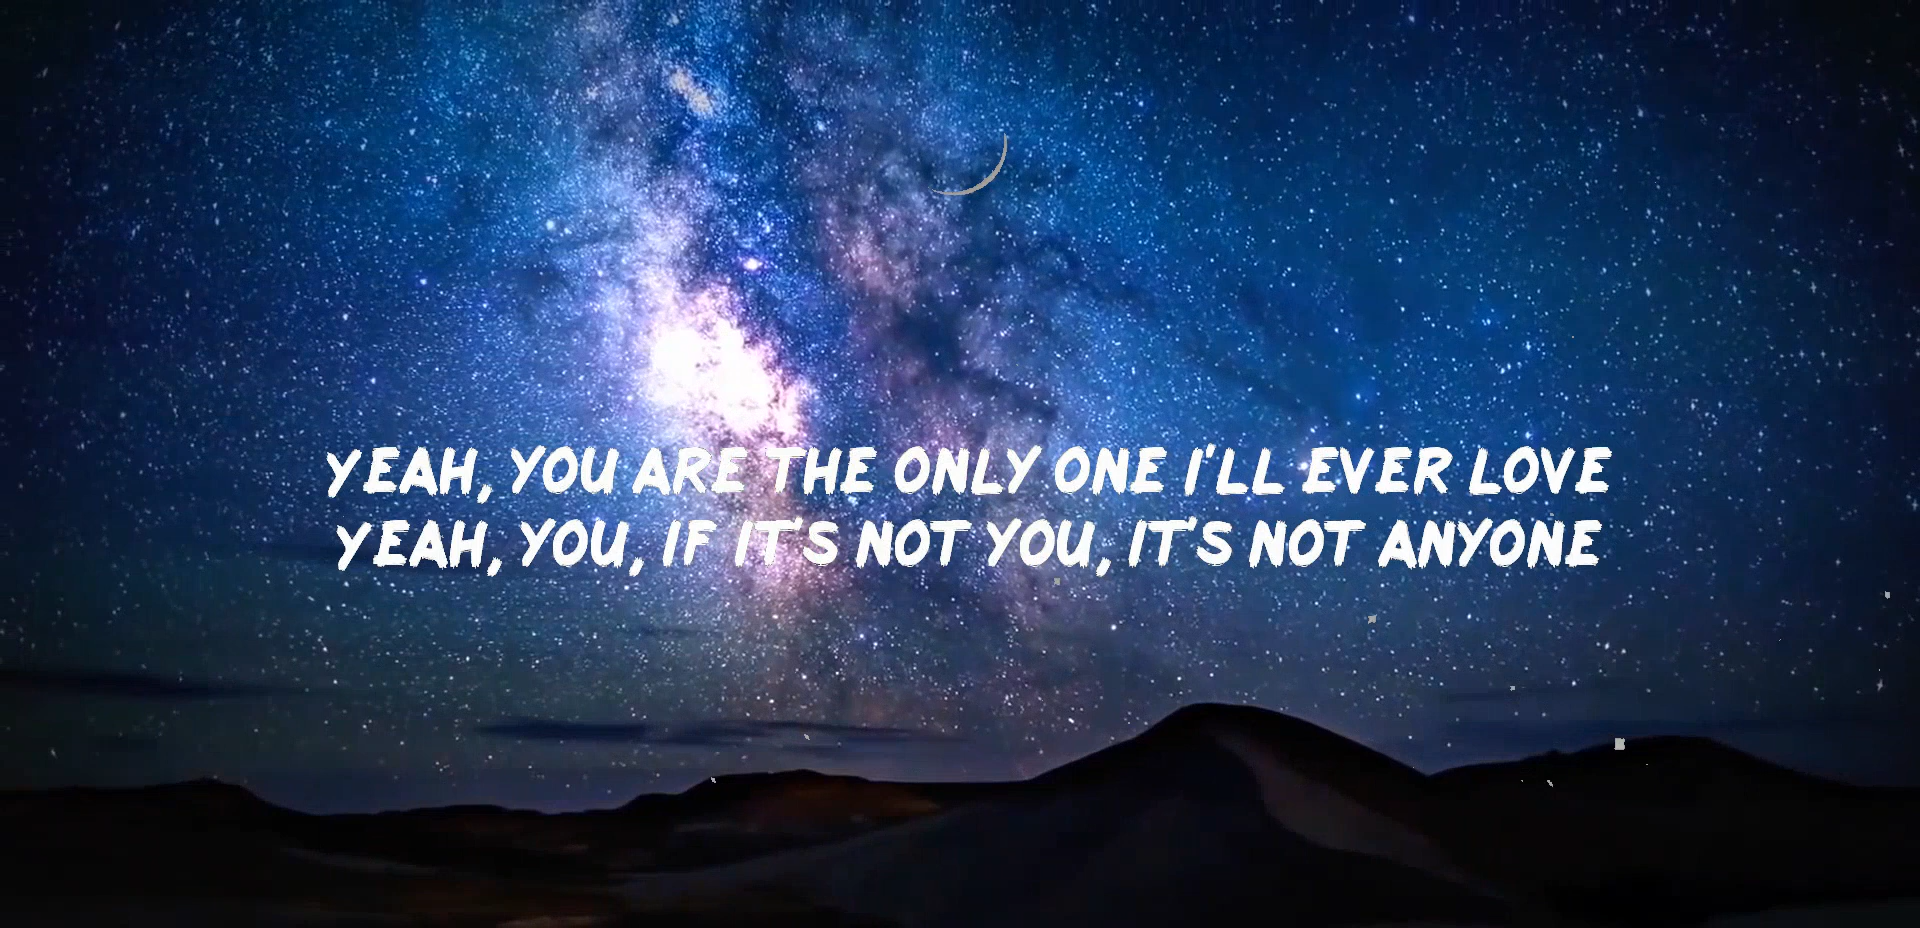 YEAH, YOU ARE THE ONLY ONE I'LL EVER LOVE
YEAH, YOU, IF IT'S NOT YOU, IT'S NOT ANYONE